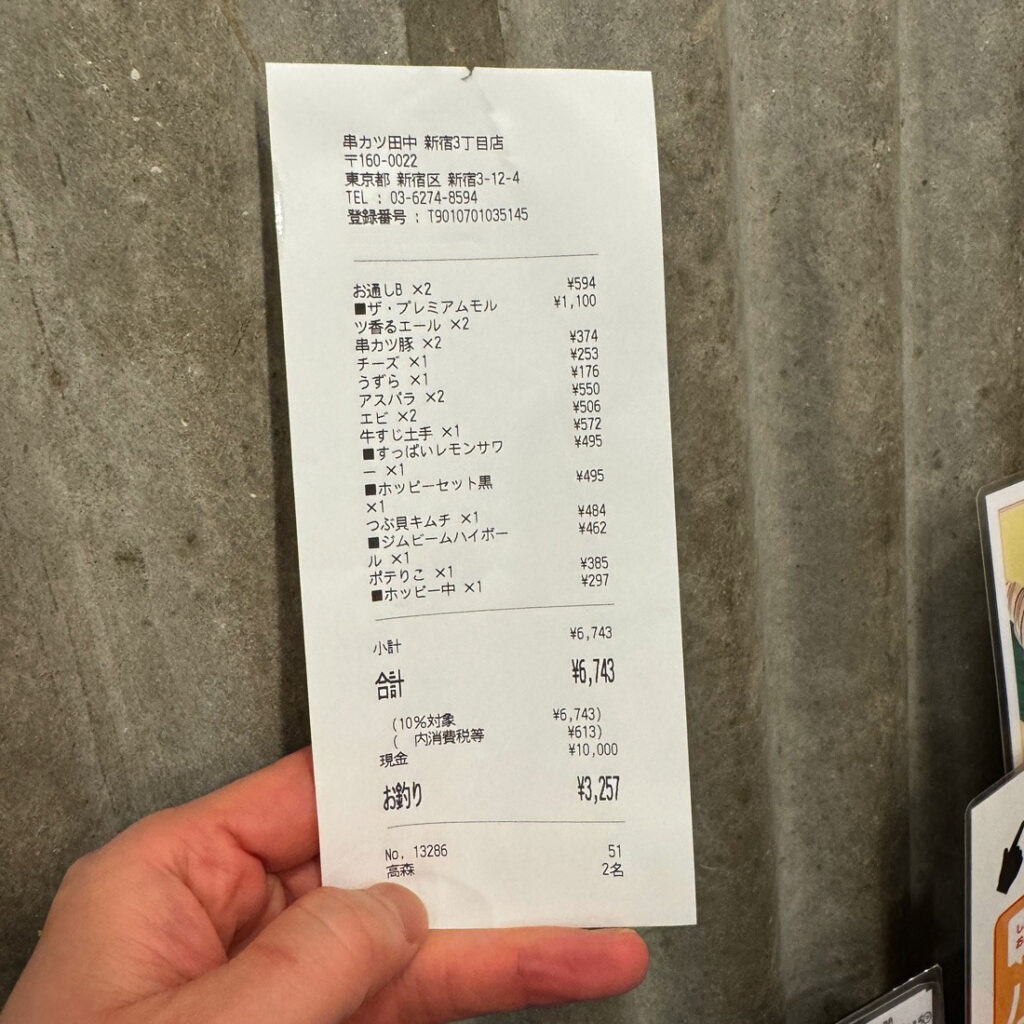 串カツ田中 新宿3丁目店
〒160-0022
東京都 新宿区 新宿3-12-4
TEL : 03-6274-8594
登録番号 : T9010701035145
お通しB ×2 ¥594
■ザ・プレミアムモル ¥1,100
ツ香るエール ×2
串カツ豚 ×2 ¥374
チーズ ×1 ¥253
うずら ×1 ¥176
アスパラ ×2 ¥550
エビ ×2 ¥506
牛すじ土手 ×1 ¥572
■すっぱいレモンサワ ¥495
ー ×1
■ホッピーセット黒 ¥495
×1
つぶ貝キムチ ×1 ¥484
■ジムビームハイボー ¥462
ル ×1
ポテりこ ×1 ¥385
■ホッピー中 ×1 ¥297
小計 ¥6,743
合計 ¥6,743
(10%対象 ¥6,743)
( 内消費税等 ¥613)
現金 ¥10,000
お釣り ¥3,257
No. 13286 51
高森 2名